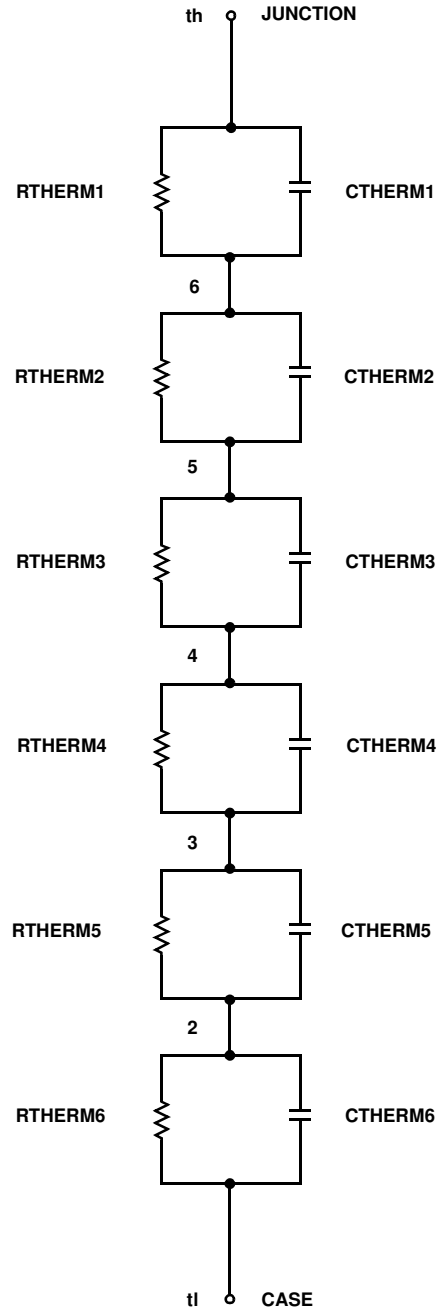 th JUNCTION
RTHERM1 CTHERM1
6
RTHERM2 CTHERM2
5
RTHERM3 CTHERM3
4
RTHERM4 CTHERM4
3
RTHERM5 CTHERM5
2
RTHERM6 CTHERM6
tl CASE